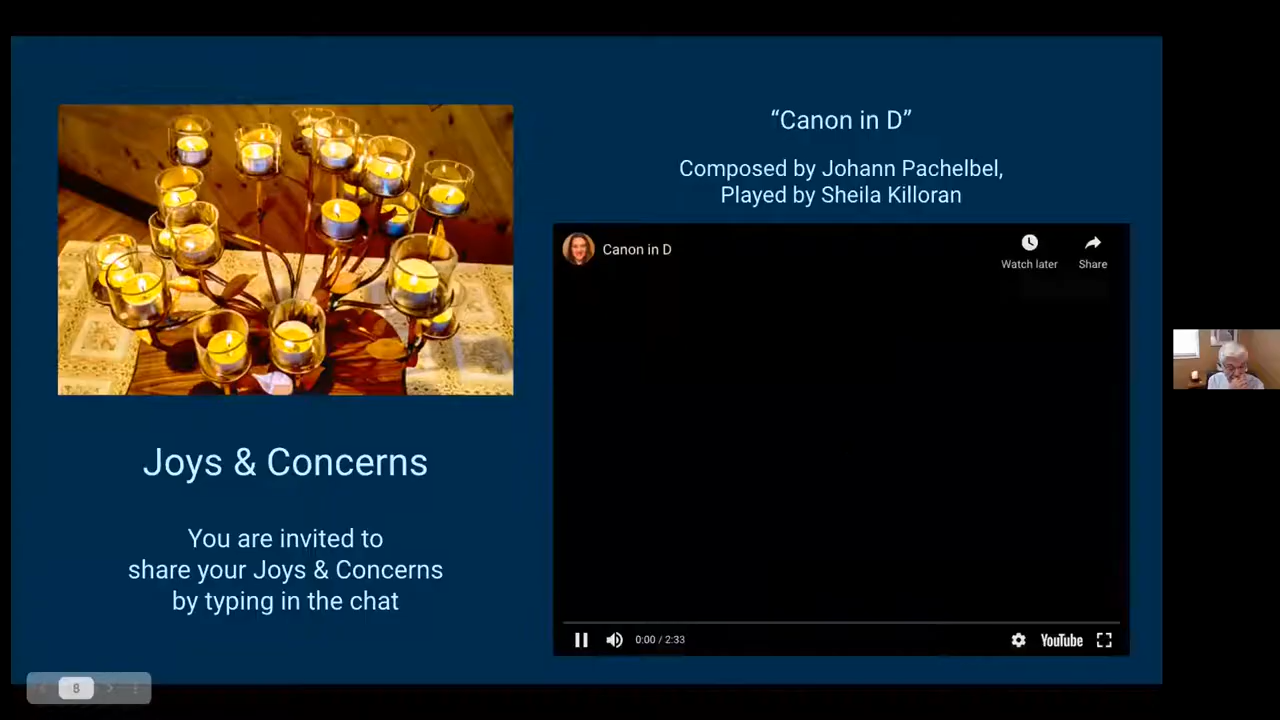 “Canon in D”
Composed by Johann Pachelbel,
Played by Sheila Killoran
Canon in D
Watch later
Share
Joys & Concerns
You are invited to
share your Joys & Concerns
by typing in the chat
0:00 / 2:33
YouTube
8